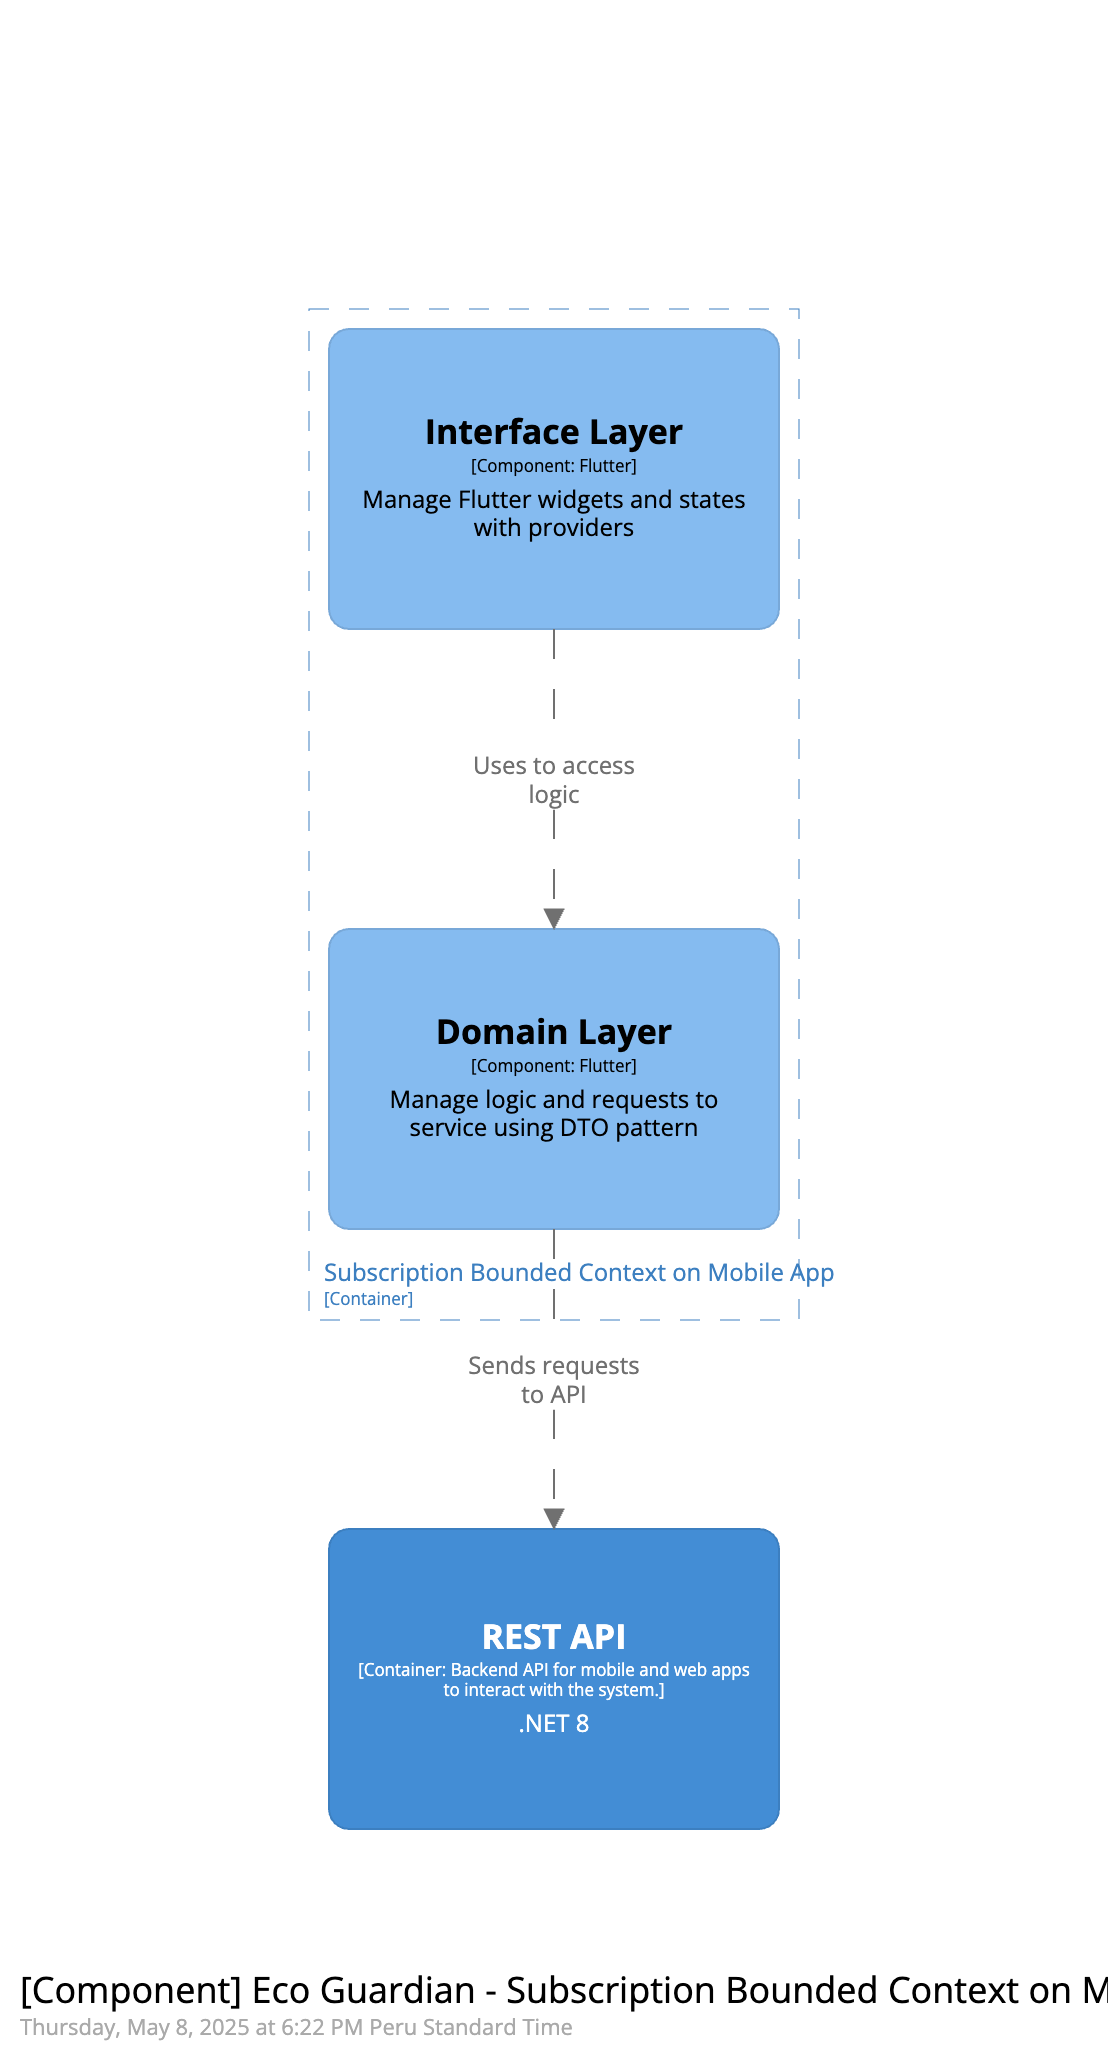 Interface Layer
[Component: Flutter]
Manage Flutter widgets and states
with providers
Uses to access
logic
Domain Layer
[Component: Flutter]
Manage logic and requests to
service using DTO pattern
Subscription Bounded Context on Mobile App
[Container]
Sends requests
to API
REST API
[Container: Backend API for mobile and web apps
to interact with the system.]
.NET 8
[Component] Eco Guardian - Subscription Bounded Context on M
Thursday, May 8, 2025 at 6:22 PM Peru Standard Time